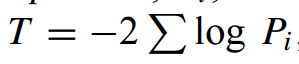 T = −2 ∑ log P_i,